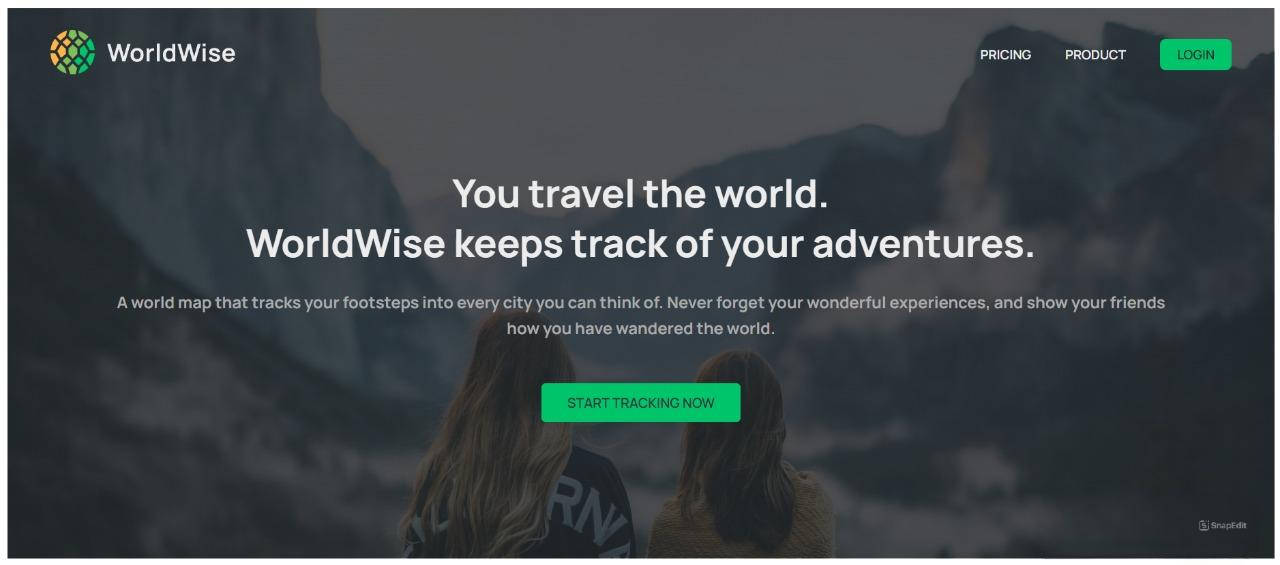 WorldWise
PRICING
PRODUCT
LOGIN
You travel the world.
WorldWise keeps track of your adventures.
A world map that tracks your footsteps into every city you can think of. Never forget your wonderful experiences, and show your friends
how you have wandered the world.
START TRACKING NOW
SnapEdit